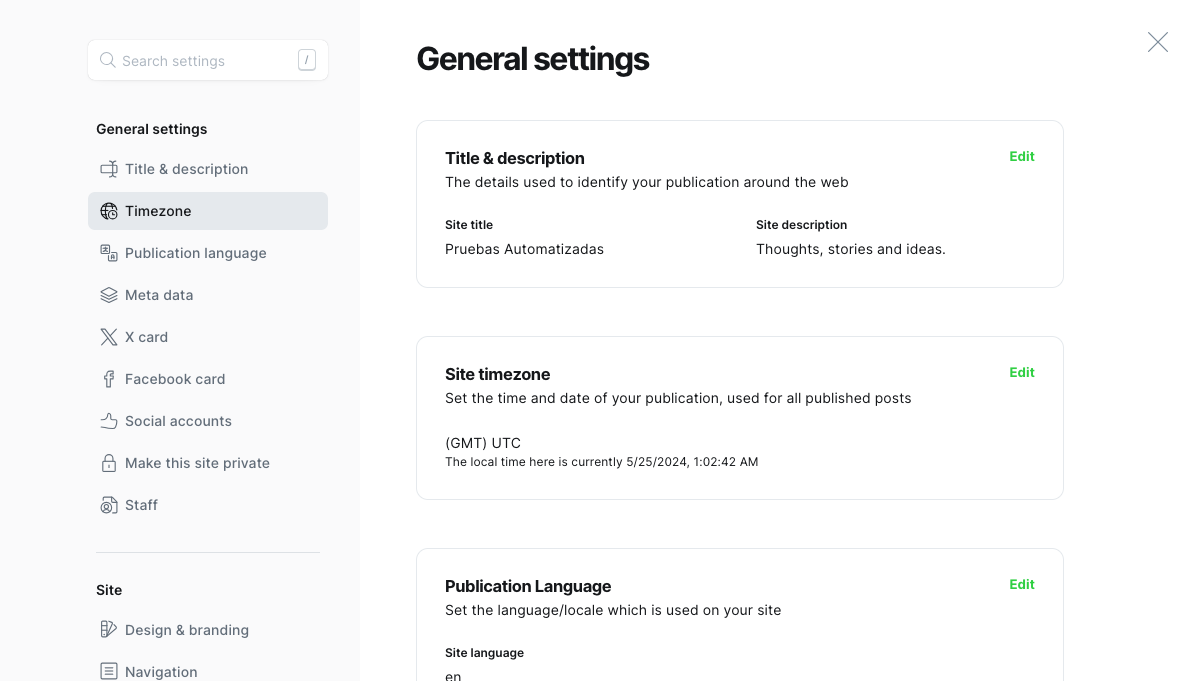 Search settings
/
General settings
Title & description
Timezone
Publication language
Meta data
X card
Facebook card
Social accounts
Make this site private
Staff
Site
Design & branding
Navigation
General settings
Title & description
Edit
The details used to identify your publication around the web
Site title
Pruebas Automatizadas
Site description
Thoughts, stories and ideas.
Site timezone
Edit
Set the time and date of your publication, used for all published posts
(GMT) UTC
The local time here is currently 5/25/2024, 1:02:42 AM
Publication Language
Edit
Set the language/locale which is used on your site
Site language
en